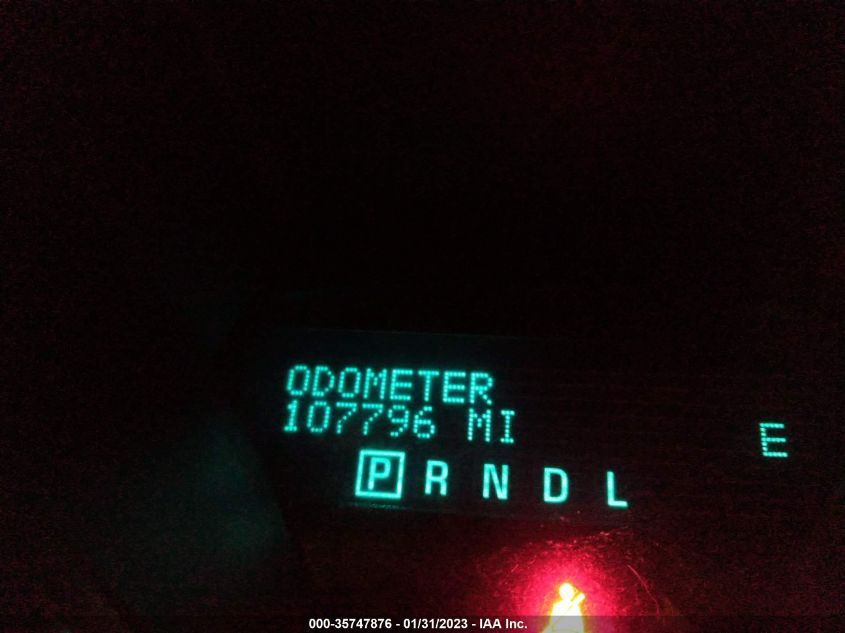 ODOMETER
107796 MI
E
P R N D L
000-35747876 - 01/31/2023 - IAA Inc.